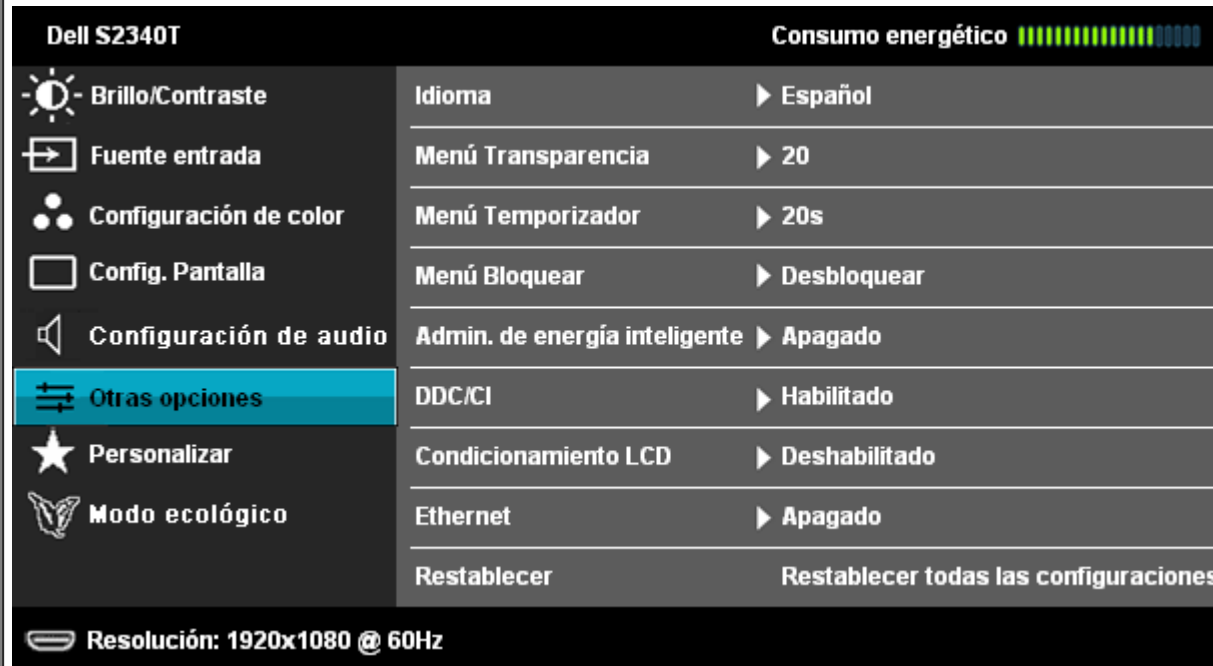 Dell S2340T Consumo energético
Brillo/Contraste Idioma Español
Fuente entrada Menú Transparencia 20
Configuración de color Menú Temporizador 20s
Config. Pantalla Menú Bloquear Desbloquear
Configuración de audio Admin. de energía inteligente Apagado
Otras opciones DDC/CI Habilitado
Personalizar Condicionamiento LCD Deshabilitado
Modo ecológico Ethernet Apagado
Restablecer Restablecer todas las configuraciones
Resolución: 1920x1080 @ 60Hz